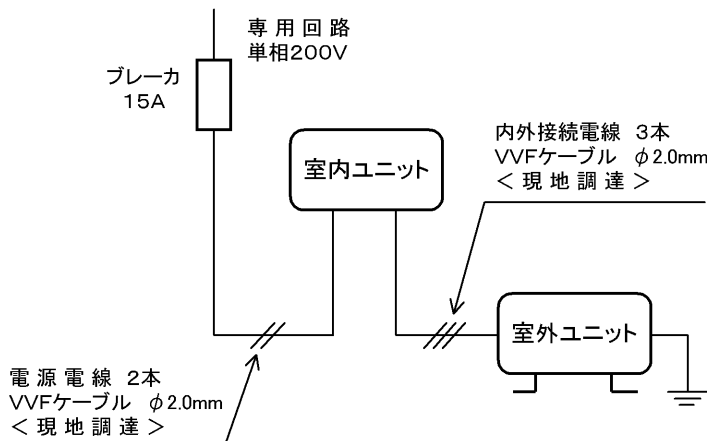 専用回路
単相200V
ブレーカ
15A
内外接続電線 3本
VVFケーブル φ2.0mm
＜現地調達＞
室内ユニット
室外ユニット
電源電線 2本
VVFケーブル φ2.0mm
＜現地調達＞